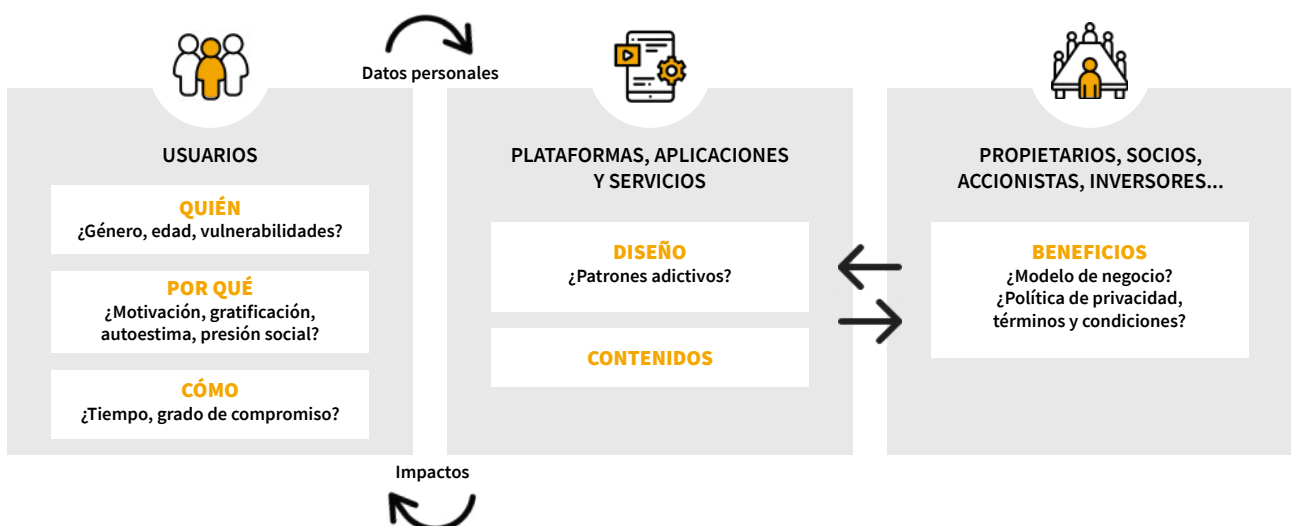 Datos personales
USUARIOS
QUIÉN
¿Género, edad, vulnerabilidades?
POR QUÉ
¿Motivación, gratificación,
autoestima, presión social?
CÓMO
¿Tiempo, grado de compromiso?
PLATAFORMAS, APLICACIONES
Y SERVICIOS
DISEÑO
¿Patrones adictivos?
CONTENIDOS
PROPIETARIOS, SOCIOS,
ACCIONISTAS, INVERSORES...
BENEFICIOS
¿Modelo de negocio?
¿Política de privacidad,
términos y condiciones?
Impactos